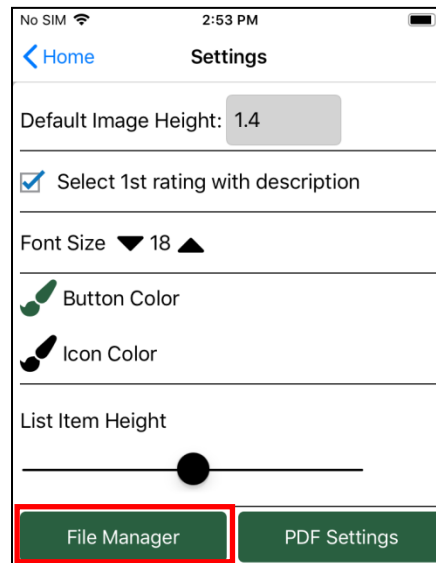 No SIM 2:53 PM
Home Settings
Default Image Height: 1.4
Select 1st rating with description
Font Size 18
Button Color
Icon Color
List Item Height
File Manager PDF Settings